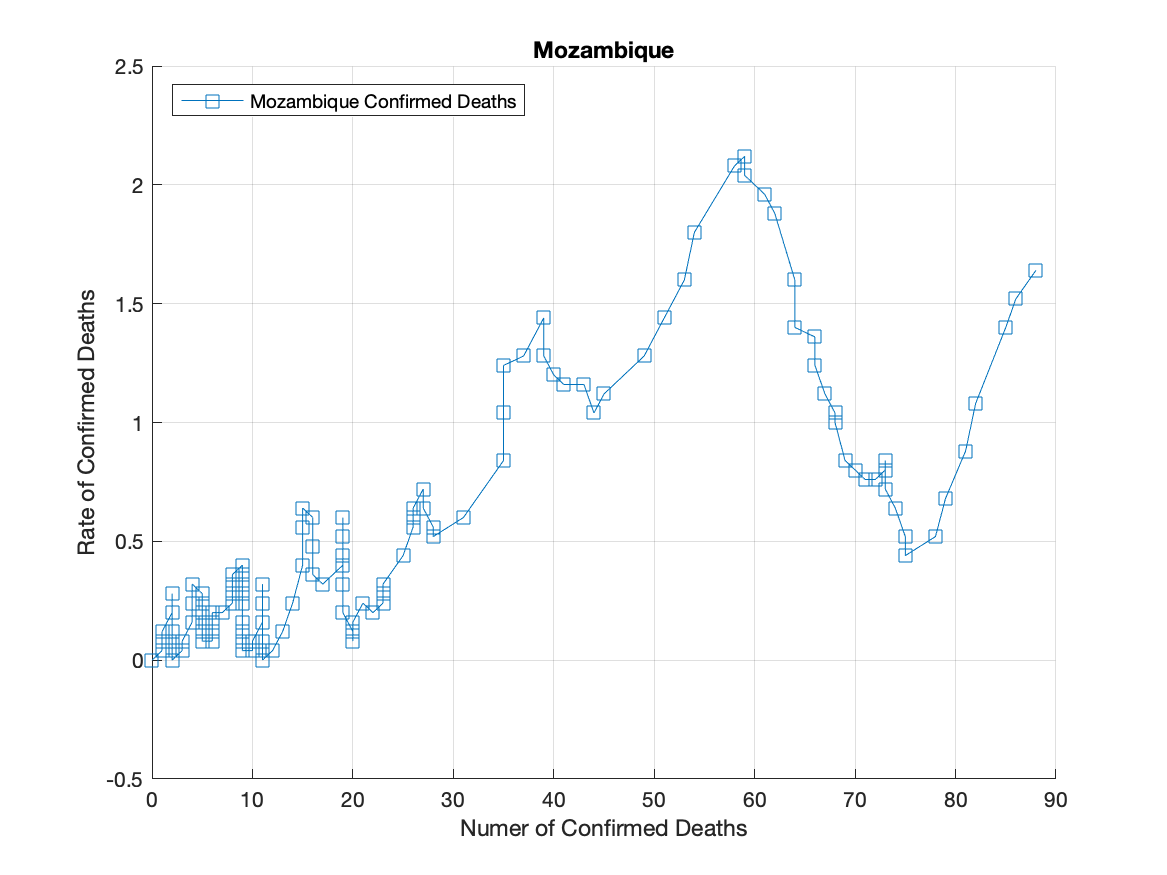 Mozambique
Mozambique Confirmed Deaths
Rate of Confirmed Deaths
2.5
2
1.5
1
0.5
0
-0.5
0 10 20 30 40 50 60 70 80 90
Numer of Confirmed Deaths